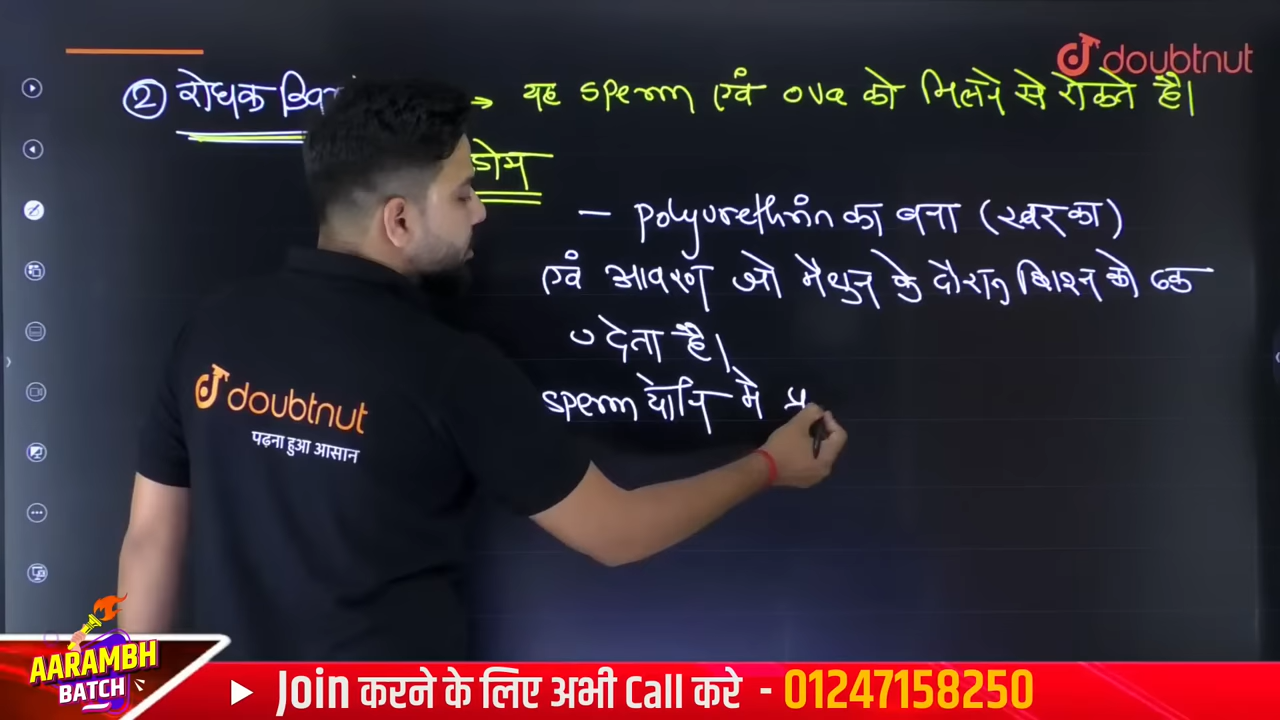 doubtnut
② रोधक → यह sperm एवं ova को मिलने से रोकते है।
डोम
— Polyurethrin का बना (रबर का)
एवं आवरण जो मैथुन के दौरान शिश्न को ढक
देता है।
sperm योनि मे प्र
doubtnut
पढ़ना हुआ आसान
AARAMBH
BATCH
Join करने के लिए अभी Call करे - 01247158250